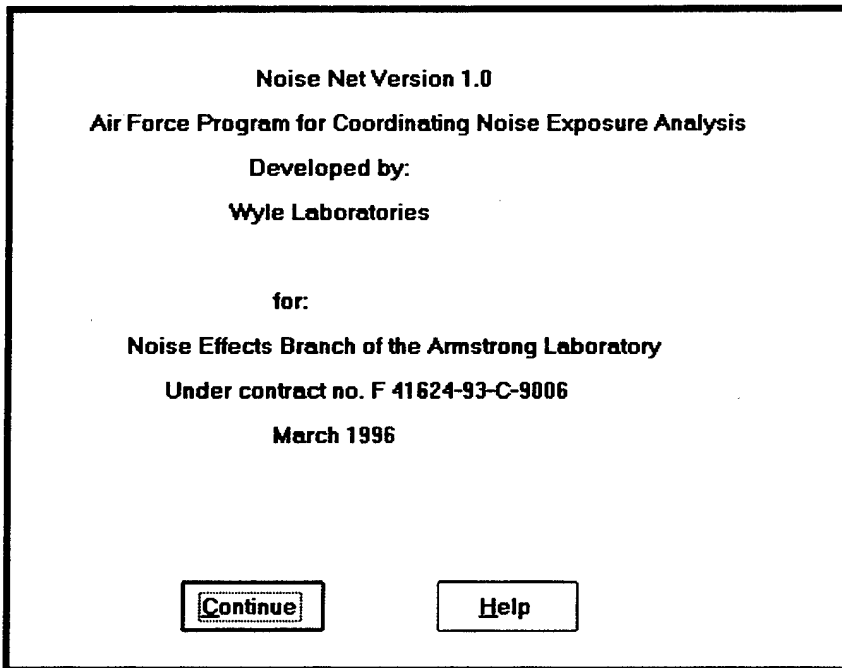 Noise Net Version 1.0
Air Force Program for Coordinating Noise Exposure Analysis
Developed by:
Wyle Laboratories
for:
Noise Effects Branch of the Armstrong Laboratory
Under contract no. F 41624-93-C-9006
March 1996
Continue
Help